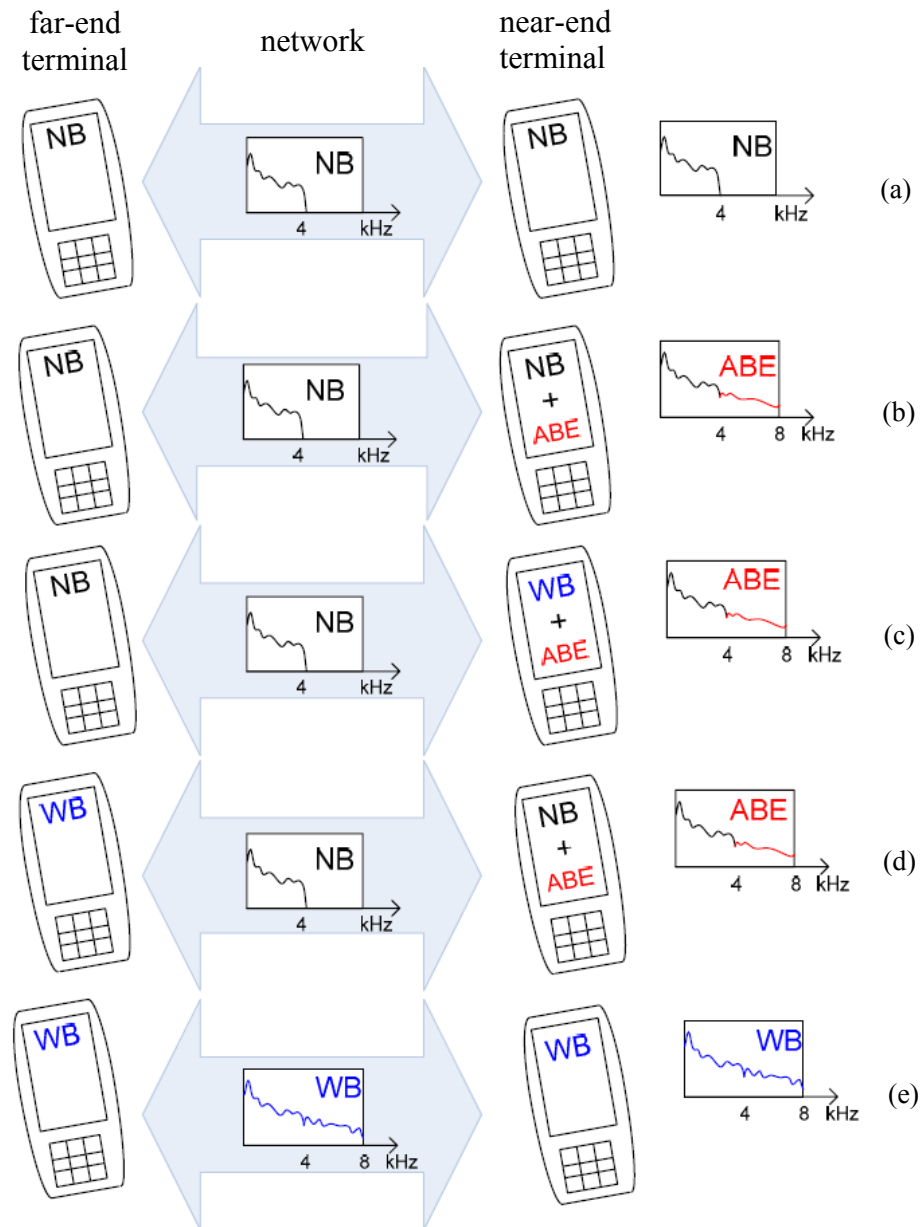 far-end
terminal
network
near-end
terminal
NB
NB
4 kHz
NB
NB
4 kHz
(a)
NB
NB
4 kHz
NB
+
ABE
ABE
4 8 kHz
(b)
NB
NB
4 kHz
WB
+
ABE
ABE
4 8 kHz
(c)
WB
NB
4 kHz
NB
+
ABE
ABE
4 8 kHz
(d)
WB
WB
4 8 kHz
WB
WB
4 8 kHz
(e)